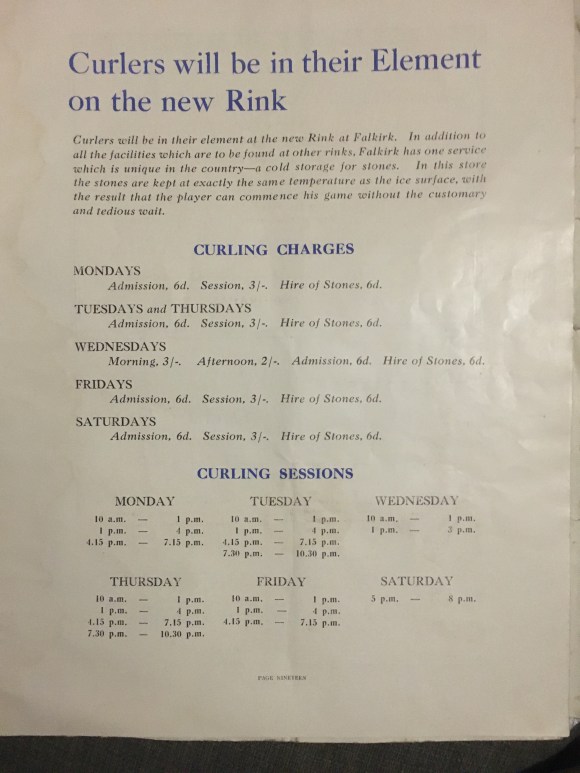 Curlers will be in their Element
on the new Rink
Curlers will be in their element at the new Rink at Falkirk. In addition to
all the facilities which are to be found at other rinks, Falkirk has one service
which is unique in the country—a cold storage for stones. In this store
the stones are kept at exactly the same temperature as the ice surface, with
the result that the player can commence his game without the customary
and tedious wait.
CURLING CHARGES
MONDAYS
Admission, 6d. Session, 3/-. Hire of Stones, 6d.
TUESDAYS and THURSDAYS
Admission, 6d. Session, 3/-. Hire of Stones, 6d.
WEDNESDAYS
Morning, 3/-. Afternoon, 2/-. Admission, 6d. Hire of Stones, 6d.
FRIDAYS
Admission, 6d. Session, 3/-. Hire of Stones, 6d.
SATURDAYS
Admission, 6d. Session, 3/-. Hire of Stones, 6d.
CURLING SESSIONS
MONDAY TUESDAY WEDNESDAY
10 a.m. — 1 p.m. 10 a.m. — 1 p.m. 10 a.m. — 1 p.m.
1 p.m. — 4 p.m. 1 p.m. — 4 p.m. 1 p.m. — 3 p.m.
4.15 p.m. — 7.15 p.m. 4.15 p.m. — 7.15 p.m.
7.30 p.m. — 10.30 p.m.
THURSDAY FRIDAY SATURDAY
10 a.m. — 1 p.m. 10 a.m. — 1 p.m. 5 p.m. — 8 p.m.
1 p.m. — 4 p.m. 1 p.m. — 4 p.m.
4.15 p.m. — 7.15 p.m. 4.15 p.m. — 7.15 p.m.
7.30 p.m. — 10.30 p.m.
PAGE NINETEEN